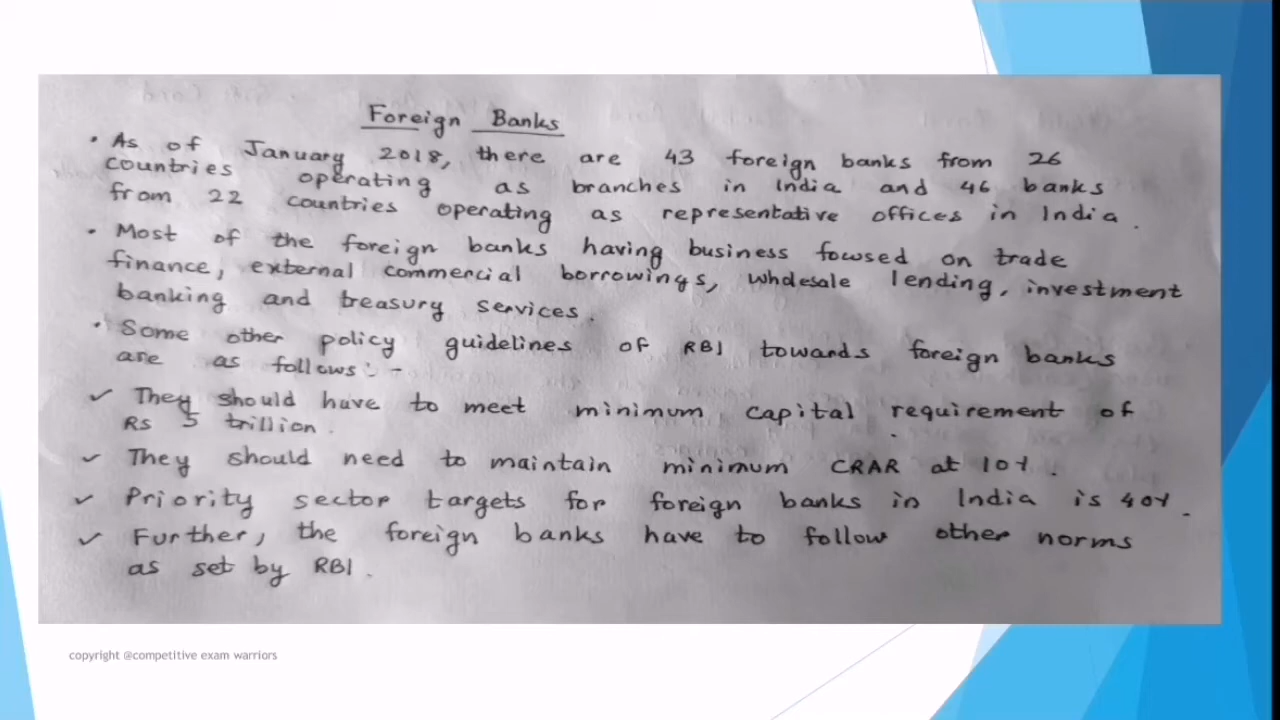 Foreign Banks
• As of January 2018, there are 43 foreign banks from 26
countries operating as branches in India and 46 banks
from 22 countries operating as representative offices in India.
• Most of the foreign banks having business focused on trade
finance, external commercial borrowings, wholesale lending, investment
banking and treasury services.
• Some other policy guidelines of RBI towards foreign banks
are as follows :-
✓ They should have to meet minimum capital requirement of
Rs 5 trillion.
✓ They should need to maintain minimum CRAR at 10%.
✓ Priority sector targets for foreign banks in India is 40%.
✓ Further, the foreign banks have to follow other norms
as set by RBI.
copyright @competitive exam warriors